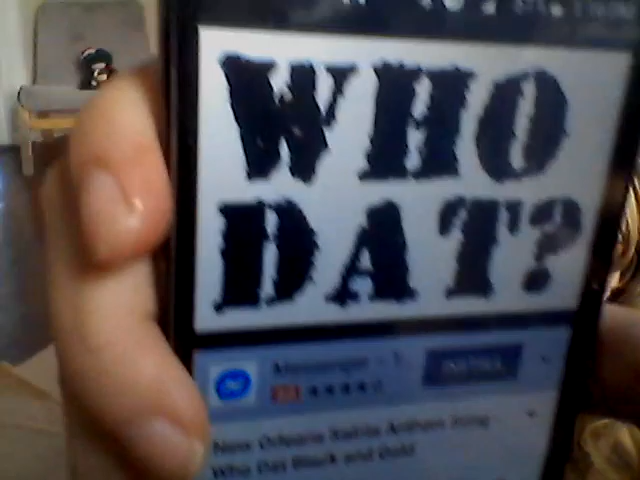 WHO
DAT?
Messenger
INSTALL
New Orleans Saints Anthem Song
Who Dat Black and Gold